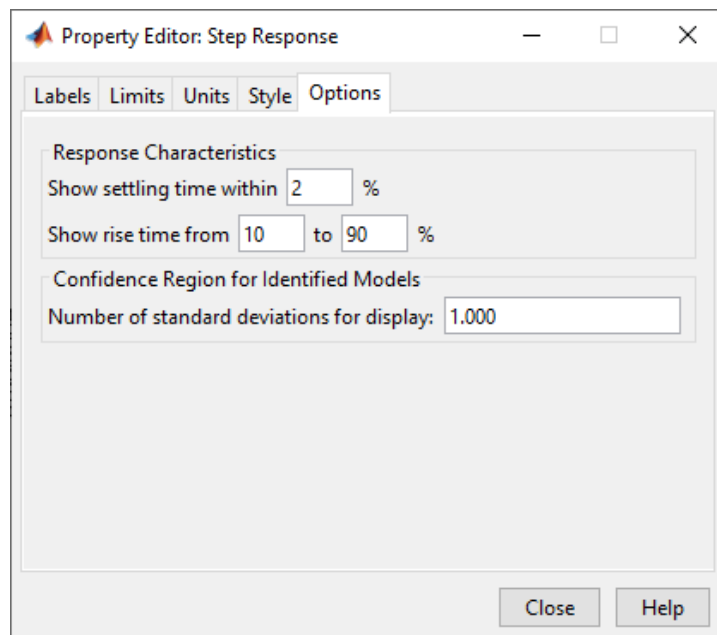 Property Editor: Step Response
Labels Limits Units Style Options
Response Characteristics
Show settling time within 2 %
Show rise time from 10 to 90 %
Confidence Region for Identified Models
Number of standard deviations for display: 1.000
Close Help